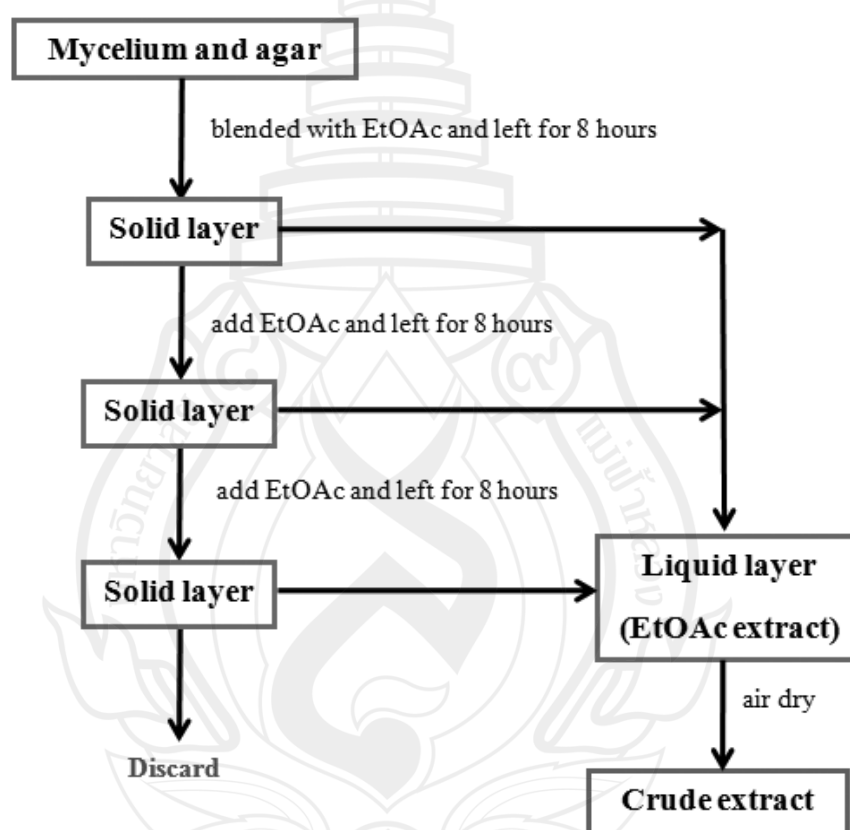 Mycelium and agar
blended with EtOAc and left for 8 hours
Solid layer
add EtOAc and left for 8 hours
Solid layer
add EtOAc and left for 8 hours
Solid layer
Liquid layer
(EtOAc extract)
air dry
Discard
Crude extract